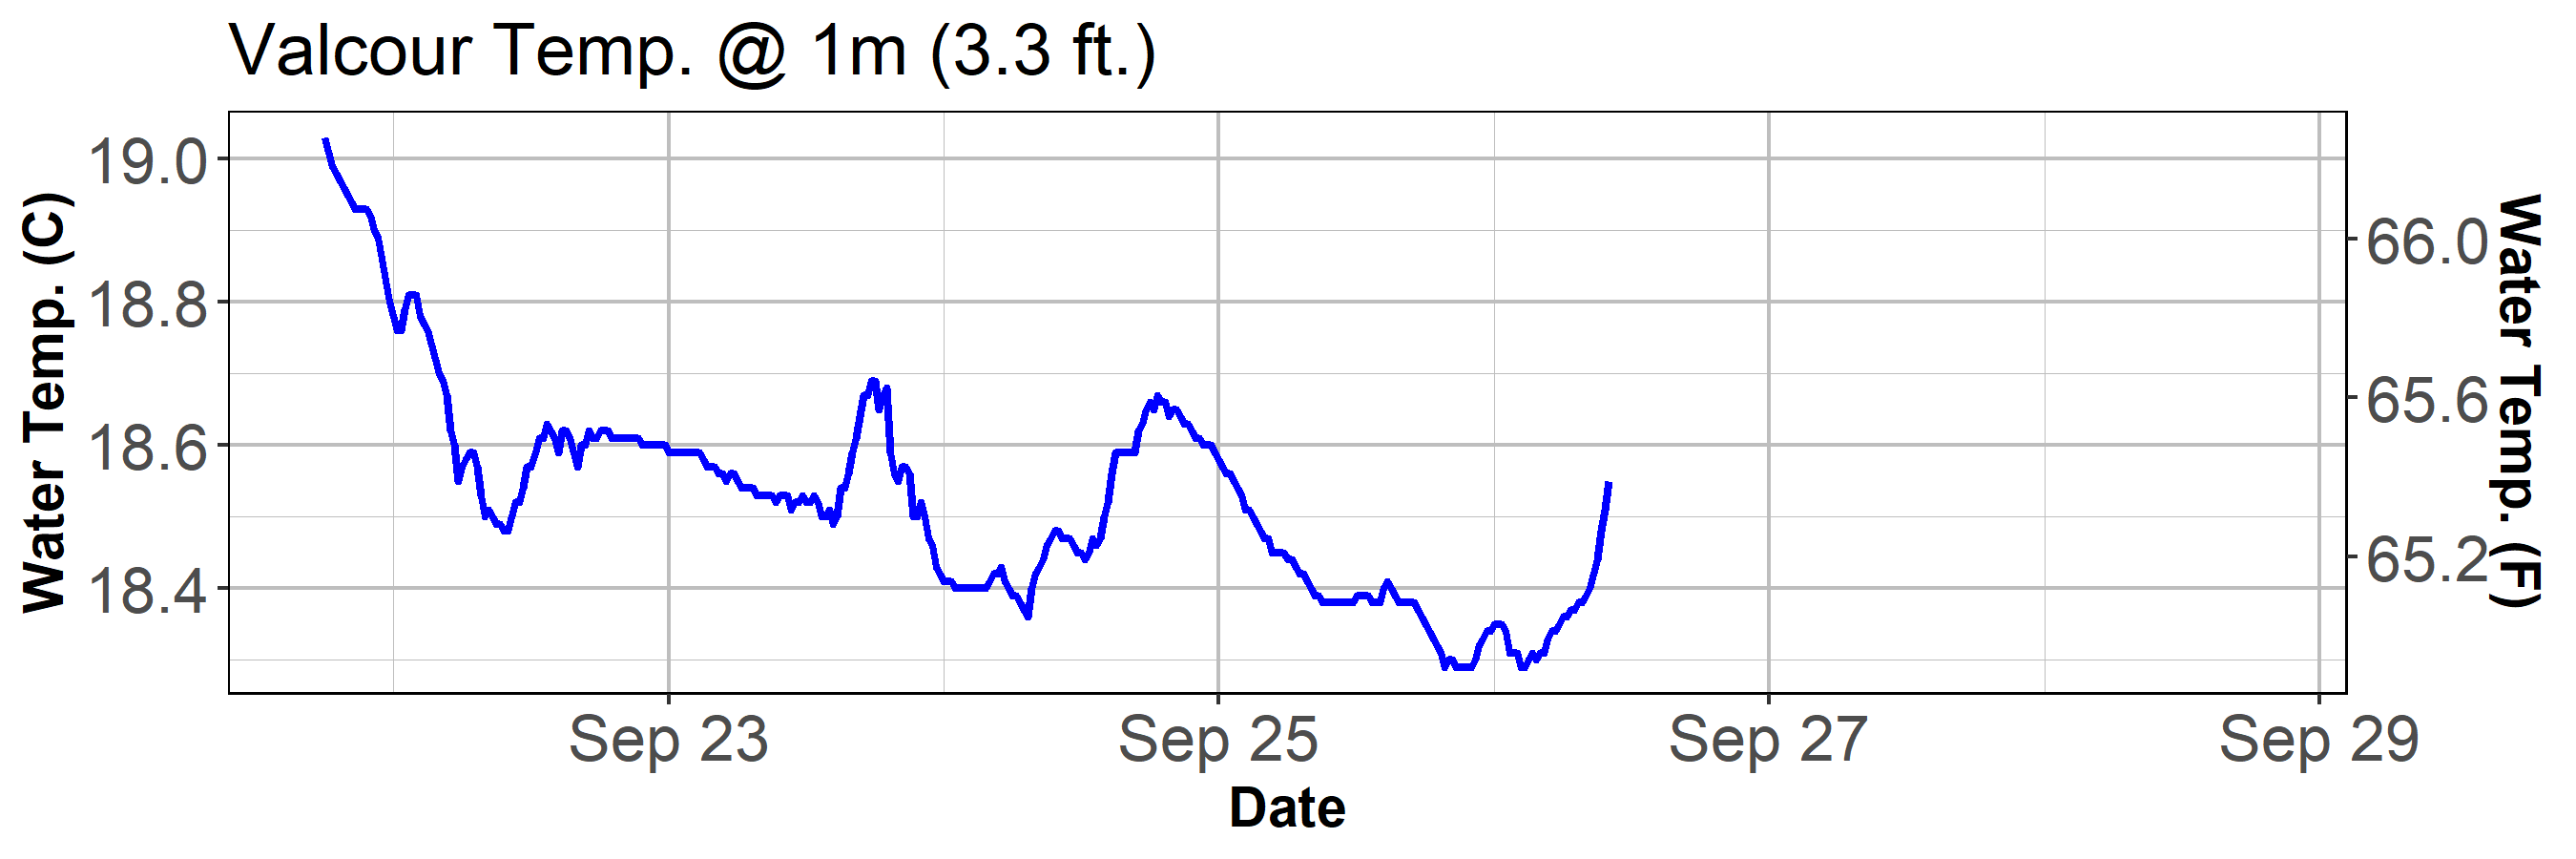 Valcour Temp. @ 1m (3.3 ft.)
Water Temp. (C)
19.0
18.8
18.6
18.4
66.0
65.6
65.2
Water Temp. (F)
Sep 23 Sep 25 Sep 27 Sep 29
Date